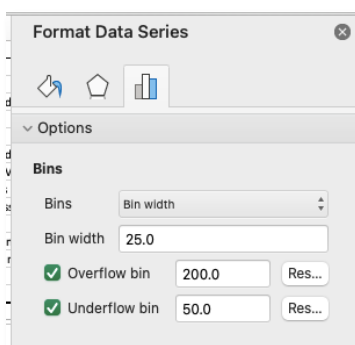 Format Data Series
Options
Bins
Bins Bin width
Bin width 25.0
Overflow bin 200.0 Res...
Underflow bin 50.0 Res...